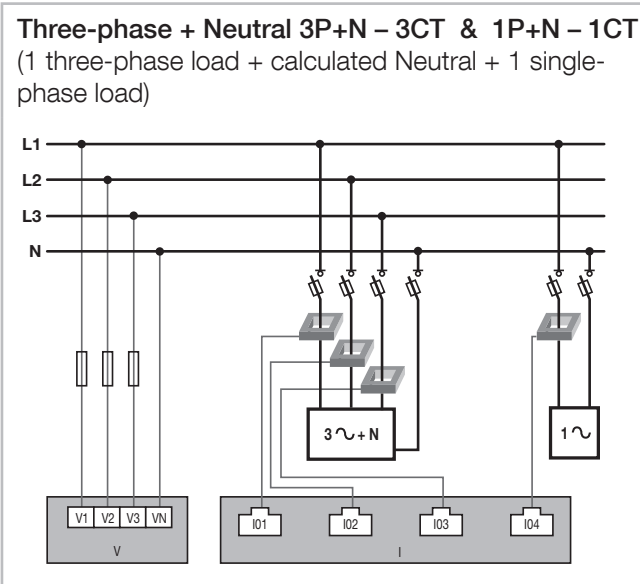 Three-phase + Neutral 3P+N – 3CT & 1P+N – 1CT
(1 three-phase load + calculated Neutral + 1 single-
phase load)
L1
L2
L3
N
3 ∿ + N
1 ∿
V1 V2 V3 VN
I01 I02 I03 I04
V
I